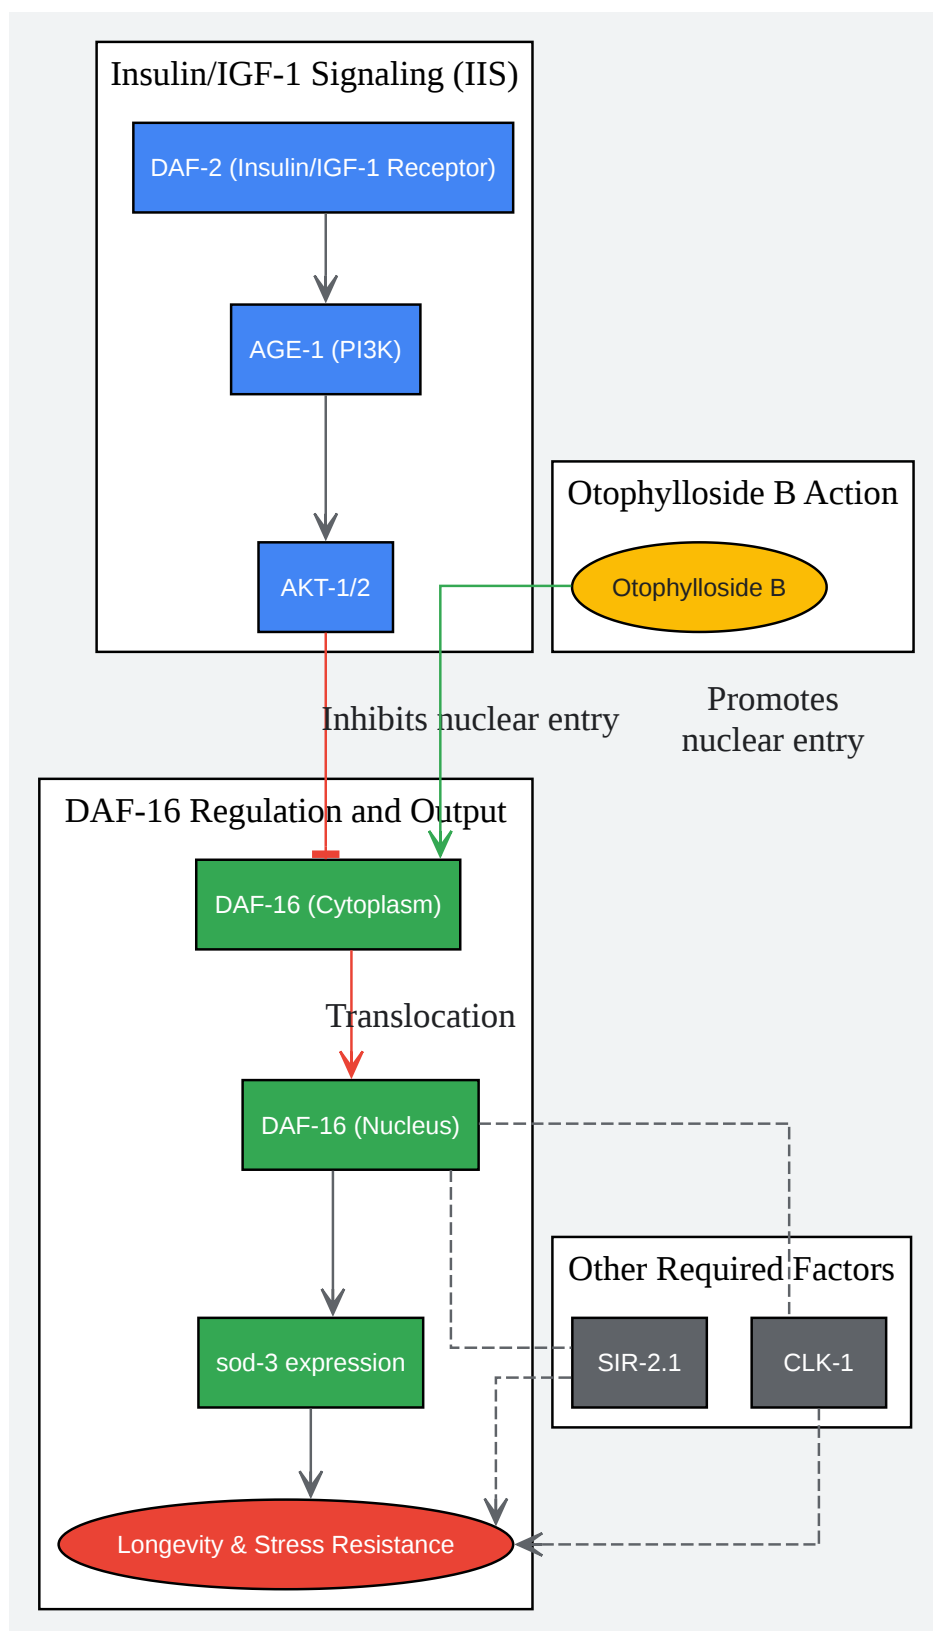 Insulin/IGF-1 Signaling (IIS)
DAF-2 (Insulin/IGF-1 Receptor)
AGE-1 (PI3K)
Otophylloside B Action
AKT-1/2
Otophylloside B
Inhibits nuclear entry
Promotes
nuclear entry
DAF-16 Regulation and Output
DAF-16 (Cytoplasm)
Translocation
DAF-16 (Nucleus)
Other Required Factors
sod-3 expression
SIR-2.1
CLK-1
Longevity & Stress Resistance